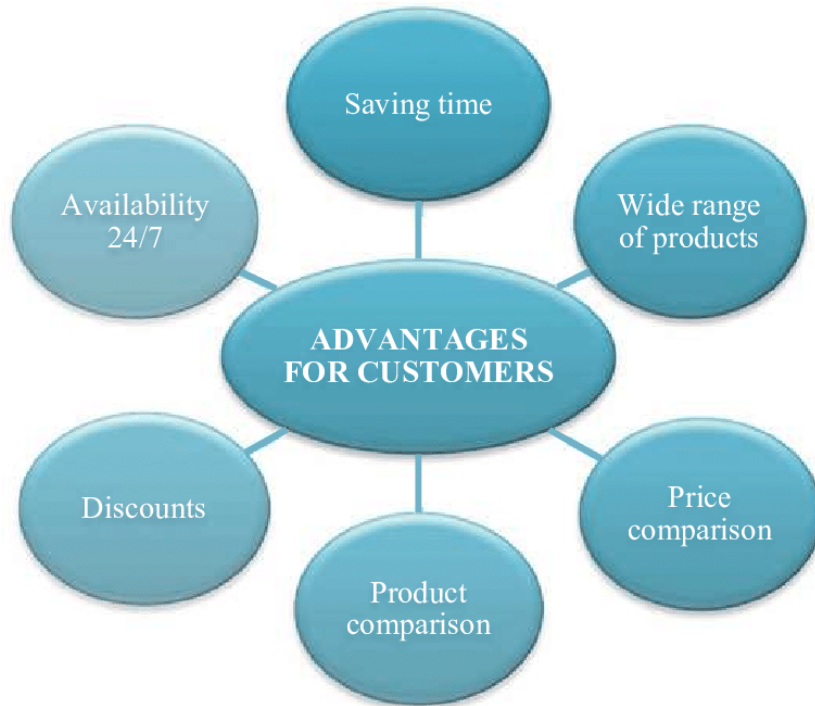 Saving time
Availability
24/7
Wide range
of products
ADVANTAGES
FOR CUSTOMERS
Discounts
Price
comparison
Product
comparison